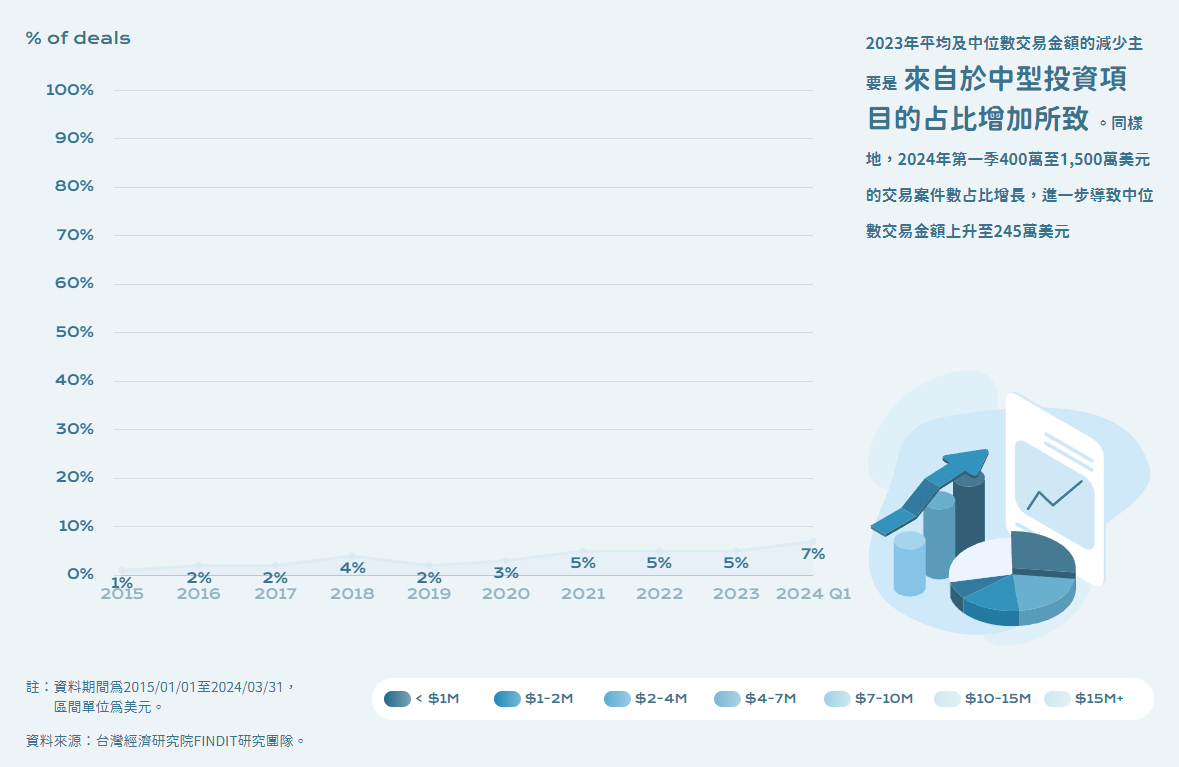 % of deals
100%
90%
80%
70%
60%
50%
40%
30%
20%
10%
0%
1%
2%
2%
4%
2%
3%
5%
5%
5%
7%
2015
2016
2017
2018
2019
2020
2021
2022
2023
2024 Q1
2023年平均及中位數交易金額的減少主
要是 來自於中型投資項
目的占比增加所致 。同樣
地，2024年第一季400萬至1,500萬美元
的交易案件數占比增長，進一步導致中位
數交易金額上升至245萬美元
< $1M
$1-2M
$2-4M
$4-7M
$7-10M
$10-15M
$15M+
註：資料期間為2015/01/01至2024/03/31，
區間單位為美元。
資料來源：台灣經濟研究院FINDIT研究團隊。